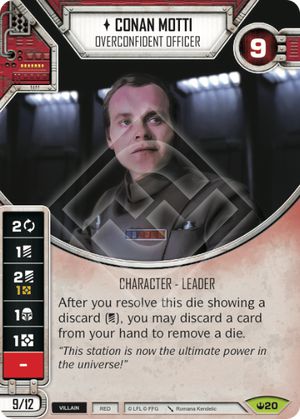 CONAN MOTTI
OVERCONFIDENT OFFICER
9
2
1
2
1
1
1
-
CHARACTER - LEADER
After you resolve this die showing a
discard (), you may discard a card
from your hand to remove a die.
"This station is now the ultimate power in
the universe!"
9/12
VILLAIN
RED
© LFL © FFG
Romana Kendelic
20